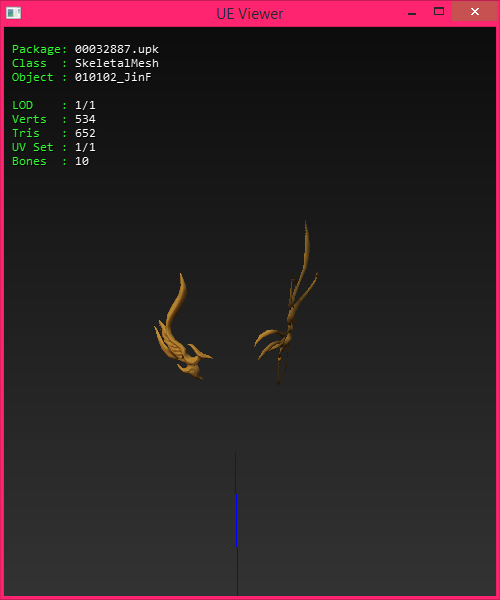 UE Viewer
Package: 00032887.upk
Class  : SkeletalMesh
Object : 010102_JinF
LOD    : 1/1
Verts  : 534
Tris   : 652
UV Set : 1/1
Bones  : 10